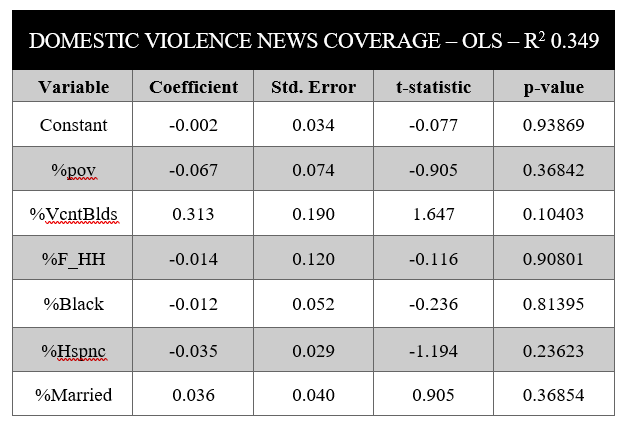 DOMESTIC VIOLENCE NEWS COVERAGE – OLS – R² 0.349
Variable Coefficient Std. Error t-statistic p-value
Constant -0.002 0.034 -0.077 0.93869
%pov -0.067 0.074 -0.905 0.36842
%VcntBlds 0.313 0.190 1.647 0.10403
%F_HH -0.014 0.120 -0.116 0.90801
%Black -0.012 0.052 -0.236 0.81395
%Hspnc -0.035 0.029 -1.194 0.23623
%Married 0.036 0.040 0.905 0.36854